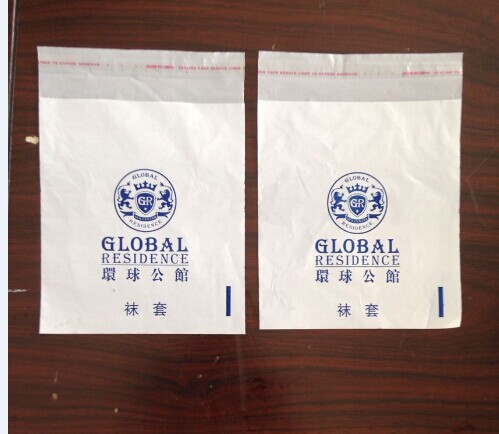 GLOBAL
GR
RESIDENCE
GLOBAL
RESIDENCE
環球公館
袜套
GLOBAL
GR
RESIDENCE
GLOBAL
RESIDENCE
環球公館
袜套